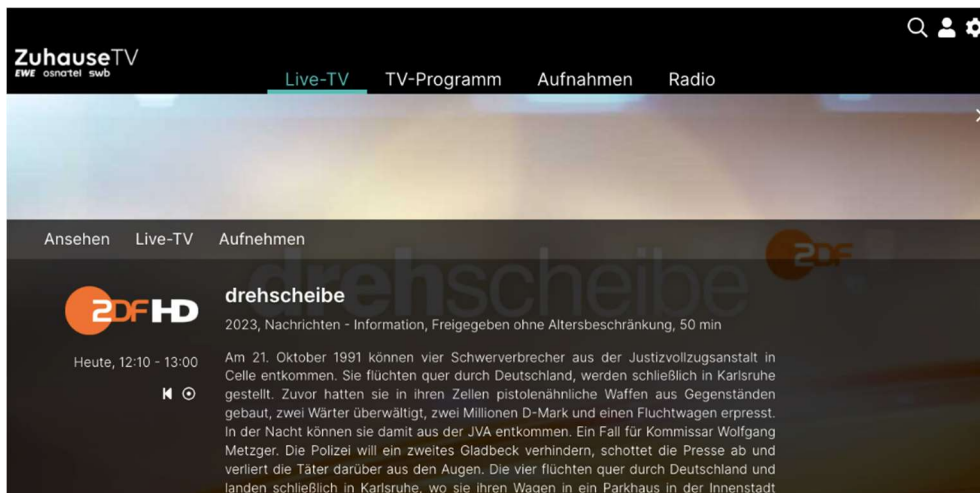 ZuhauseTV
EWE osnatel swb
Live-TV TV-Programm Aufnahmen Radio
Ansehen Live-TV Aufnehmen
drehscheibe
ZDF
ZDF HD
drehscheibe
2023, Nachrichten - Information, Freigegeben ohne Altersbeschränkung, 50 min
Heute, 12:10 - 13:00
Am 21. Oktober 1991 können vier Schwerverbrecher aus der Justizvollzugsanstalt in
Celle entkommen. Sie flüchten quer durch Deutschland, werden schließlich in Karlsruhe
gestellt. Zuvor hatten sie in ihren Zellen pistolenähnliche Waffen aus Gegenständen
gebaut, zwei Wärter überwältigt, zwei Millionen D-Mark und einen Fluchtwagen erpresst.
In der Nacht können sie damit aus der JVA entkommen. Ein Fall für Kommissar Wolfgang
Metzger. Die Polizei will ein zweites Gladbeck verhindern, schottet die Presse ab und
verliert die Täter darüber aus den Augen. Die vier flüchten quer durch Deutschland und
landen schließlich in Karlsruhe, wo sie ihren Wagen in ein Parkhaus in der Innenstadt